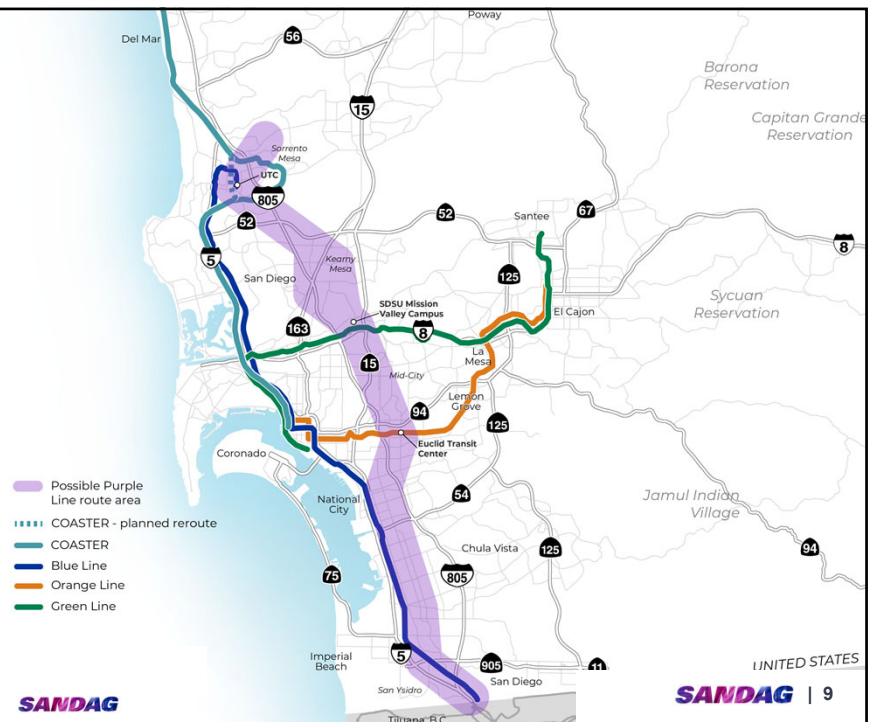 Del Mar
56
Poway
15
Barona
Reservation
Capitan Grande
Reservation
Sorrento
Mesa
UTC
805
52
52
Santee
67
8
5
San Diego
Kearny
Mesa
125
SDSU Mission
Valley Campus
El Cajon
Sycuan
Reservation
163
8
La
Mesa
15
Mid-City
94
Lemon
Grove
125
Euclid Transit
Center
Coronado
Possible Purple
Line route area
COASTER - planned reroute
COASTER
Blue Line
Orange Line
Green Line
National
City
54
Jamul Indian
Village
Chula Vista
125
94
75
805
Imperial
Beach
5
905
11
UNITED STATES
San Ysidro
San Diego
SANDAG
Tijuana, B.C.
SANDAG | 9